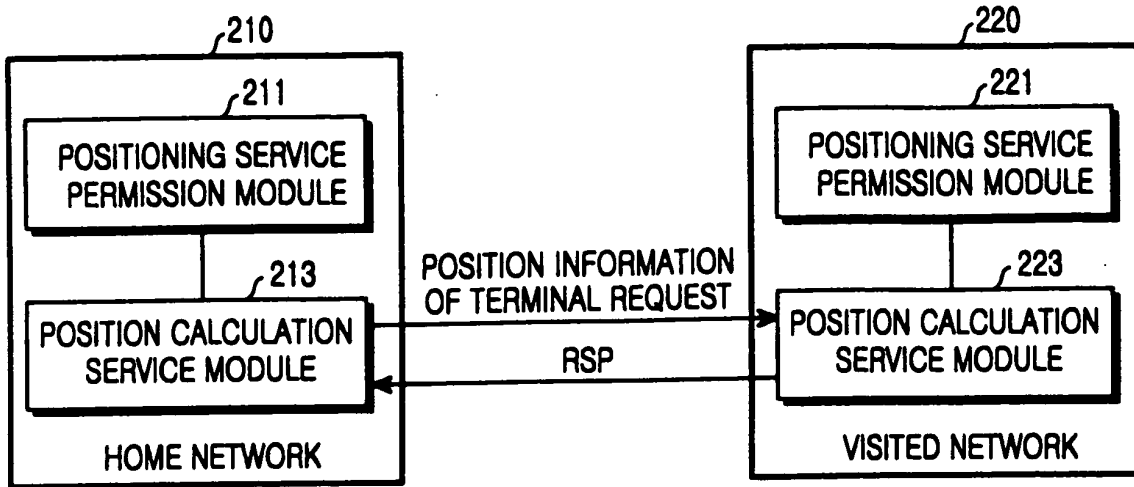 210
211
POSITIONING SERVICE
PERMISSION MODULE
213
POSITION CALCULATION
SERVICE MODULE
HOME NETWORK
POSITION INFORMATION
OF TERMINAL REQUEST
RSP
220
221
POSITIONING SERVICE
PERMISSION MODULE
223
POSITION CALCULATION
SERVICE MODULE
VISITED NETWORK